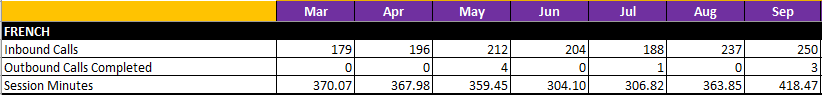 Mar Apr May Jun Jul Aug Sep
FRENCH
Inbound Calls 179 196 212 204 188 237 250
Outbound Calls Completed 0 0 4 0 1 0 3
Session Minutes 370.07 367.98 359.45 304.10 306.82 363.85 418.47